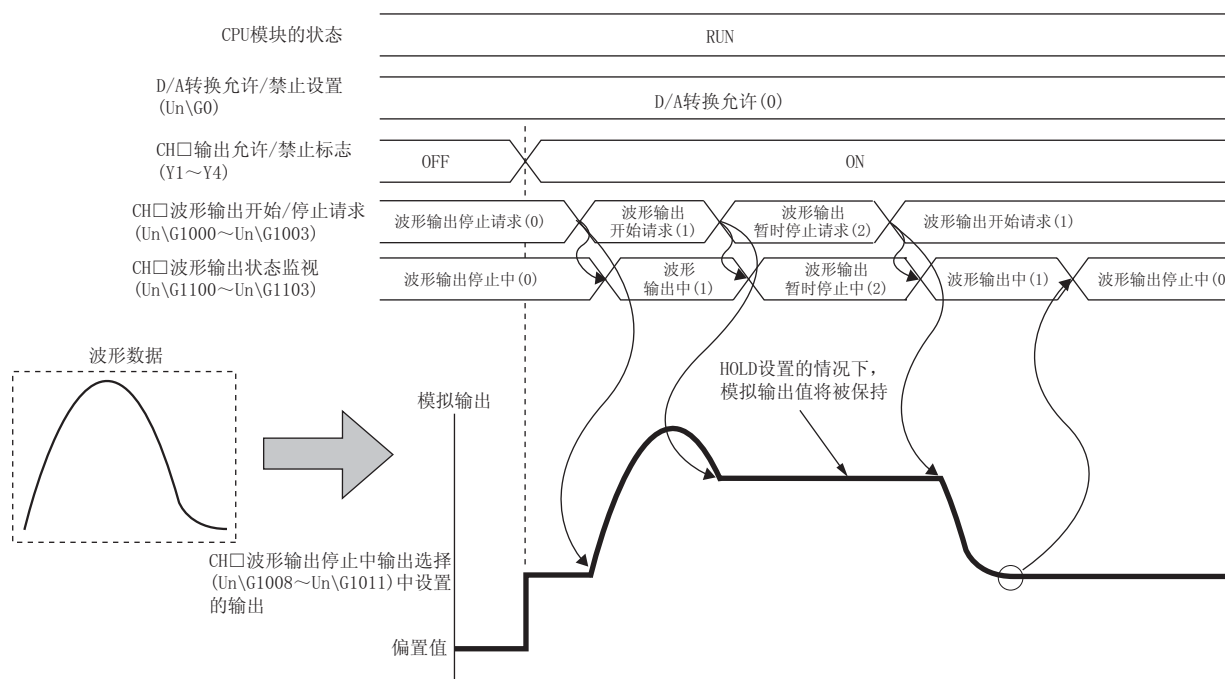 CPU模块的状态
RUN
D/A转换允许/禁止设置
(Un\G0)
D/A转换允许(0)
CH□输出允许/禁止标志
(Y1～Y4)
OFF
ON
CH□波形输出开始/停止请求
(Un\G1000～Un\G1003)
波形输出停止请求(0)
波形输出
开始请求(1)
波形输出
暂时停止请求(2)
波形输出开始请求(1)
CH□波形输出状态监视
(Un\G1100～Un\G1103)
波形输出停止中(0)
波形
输出中(1)
波形输出
暂时停止中(2)
波形输出中(1)
波形输出停止中(0
波形数据
模拟输出
HOLD设置的情况下，
模拟输出值将被保持
CH□波形输出停止中输出选择
(Un\G1008～Un\G1011)中设置
的输出
偏置值